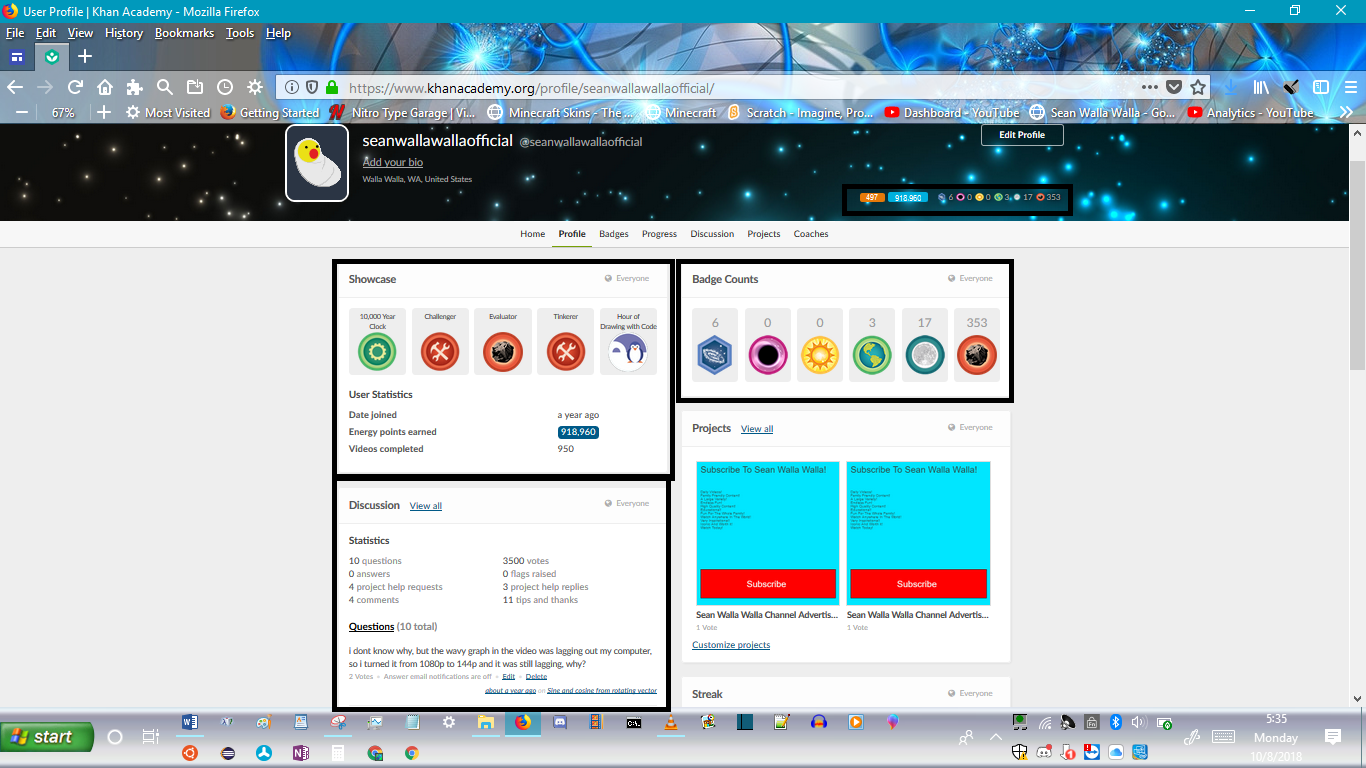 User Profile | Khan Academy - Mozilla Firefox
File Edit View History Bookmarks Tools Help
https://www.khanacademy.org/profile/seanwallawallaofficial/
67% Most Visited Getting Started Nitro Type Garage | Vi... Minecraft Skins - The ... Minecraft Scratch - Imagine, Pro... Dashboard - YouTube Sean Walla Walla - Go... Analytics - YouTube
seanwallawallaofficial @seanwallawallaofficial
Edit Profile
Add your bio
Walla Walla, WA, United States
497 918,960 6 0 0 3 17 353
Home Profile Badges Progress Discussion Projects Coaches
Showcase Everyone
10,000 Year Clock
Challenger
Evaluator
Tinkerer
Hour of Drawing with Code
User Statistics
Date joined a year ago
Energy points earned 918,960
Videos completed 950
Badge Counts Everyone
6 0 0 3 17 353
Discussion View all Everyone
Statistics
10 questions 3500 votes
0 answers 0 flags raised
4 project help requests 3 project help replies
4 comments 11 tips and thanks
Questions (10 total)
i dont know why, but the wavy graph in the video was lagging out my computer,
so i turned it from 1080p to 144p and it was still lagging, why?
2 Votes • Answer email notifications are off • Edit • Delete
about a year ago on Sine and cosine from rotating vector
Projects View all Everyone
Subscribe To Sean Walla Walla! Subscribe To Sean Walla Walla!
Subscribe Subscribe
Sean Walla Walla Channel Advertis... Sean Walla Walla Channel Advertis...
1 Vote 1 Vote
Customize projects
Streak Everyone
start
5:35
Monday
10/8/2018